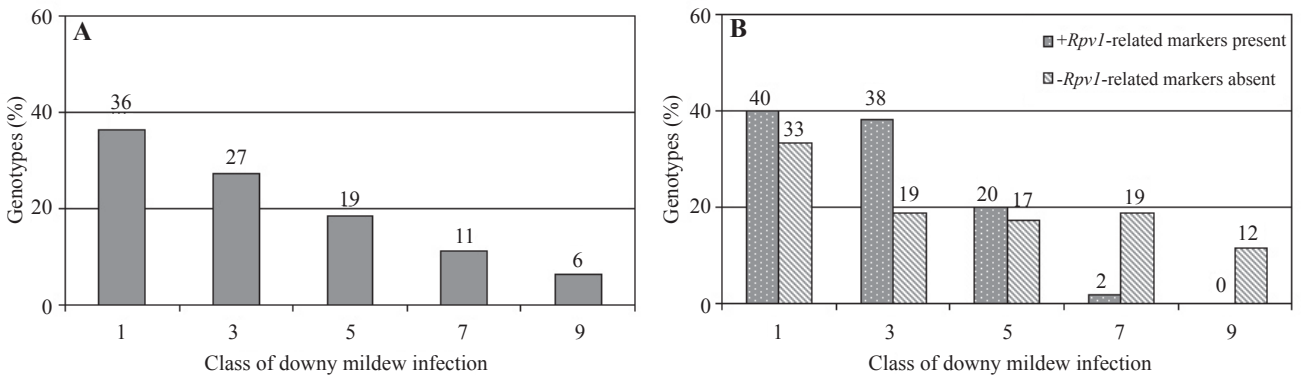 A
Genotypes (%)
60
40
20
0
36
27
19
11
6
1 3 5 7 9
Class of downy mildew infection
B
+Rpv1-related markers present
-Rpv1-related markers absent
Genotypes (%)
60
40
20
0
40 33
38 19
20 17
2 19
0 12
1 3 5 7 9
Class of downy mildew infection